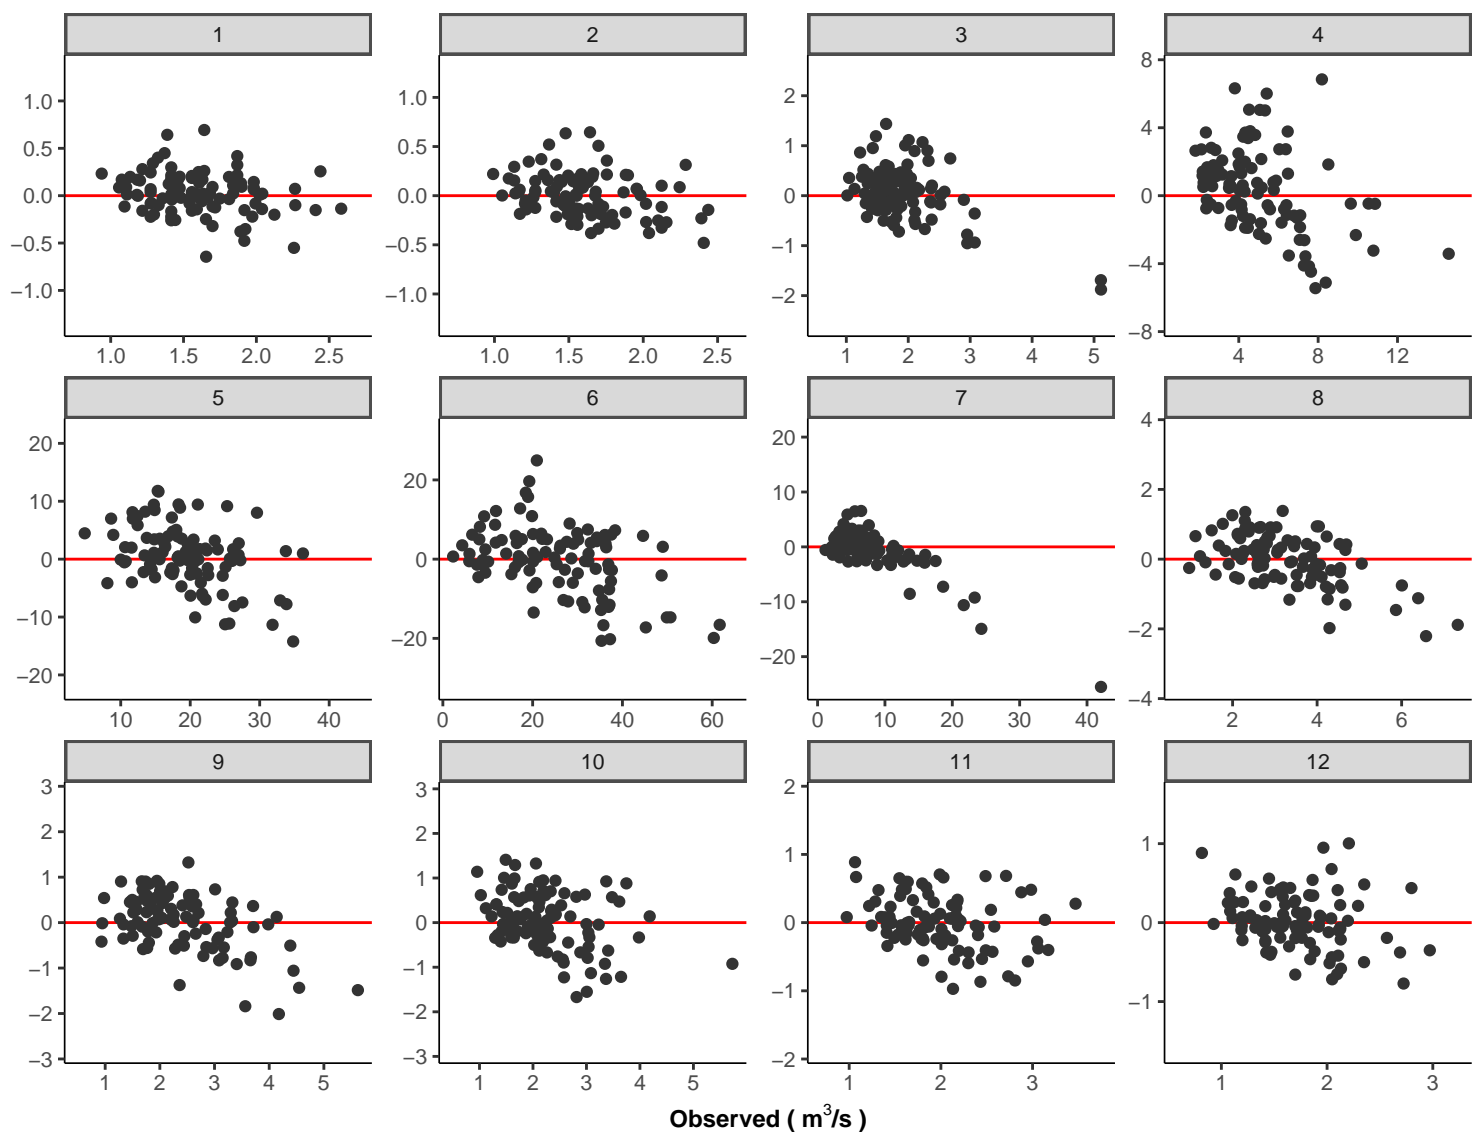 1 2 3 4
1.0 0.5 0.0 −0.5 −1.0
1.0 0.5 0.0 −0.5 −1.0
2 1 0 −1 −2
8 4 0 −4 −8
1.0 1.5 2.0 2.5
1.0 1.5 2.0 2.5
1 2 3 4 5
4 8 12
5 6 7 8
20 10 0 −10 −20
20 0 −20
20 10 0 −10 −20
4 2 0 −2 −4
10 20 30 40
0 20 40 60
0 10 20 30 40
2 4 6
9 10 11 12
3 2 1 0 −1 −2 −3
3 2 1 0 −1 −2 −3
2 1 0 −1 −2
1 0 −1
1 2 3 4 5
1 2 3 4 5
1 2 3
1 2 3
Observed ( m³/s )